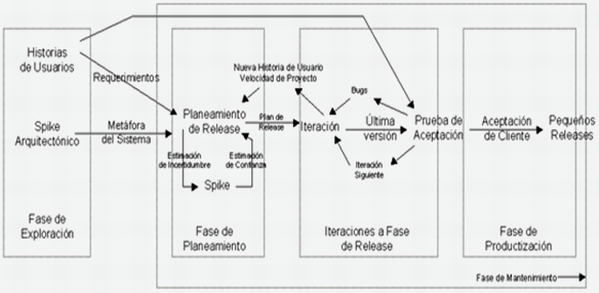 Historias
de Usuarios
Requerimientos
Spike
Arquitectónico
Metáfora
del Sistema
Fase de
Exploración
Nueva Historia de Usuario
Velocidad de Proyecto
Planeamiento
de Release
Plan de
Release
Estimación
de Incertidumbre
Estimación
de Confianza
Spike
Fase de
Planeamiento
Bugs
Iteración
Última
versión
Prueba de
Aceptación
Iteración
Siguiente
Iteraciones a Fase
de Release
Aceptación
de Cliente
Pequeños
Releases
Fase de
Productización
Fase de Mantenimiento